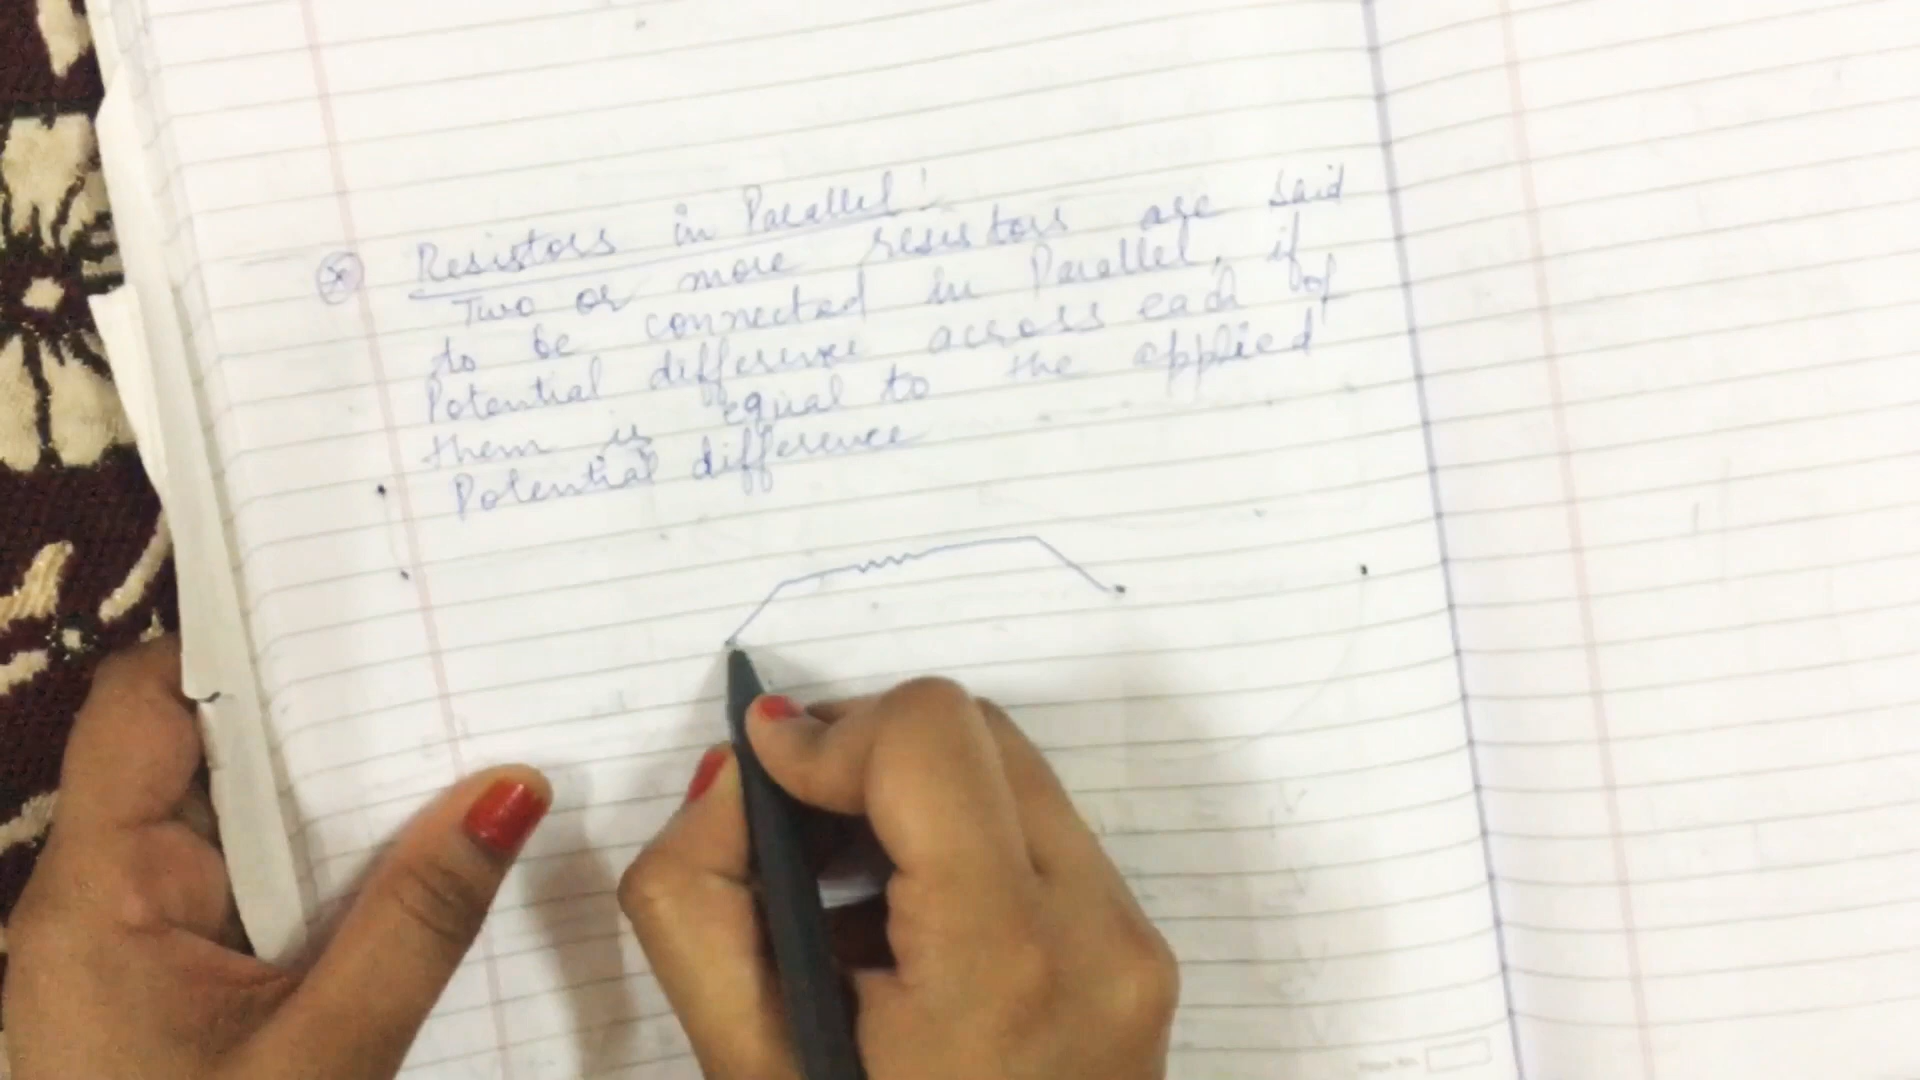 Resistors in Parallel:
Two or more resistors are said
to be connected in Parallel, if
Potential difference across each of
them is equal to the applied
Potential difference